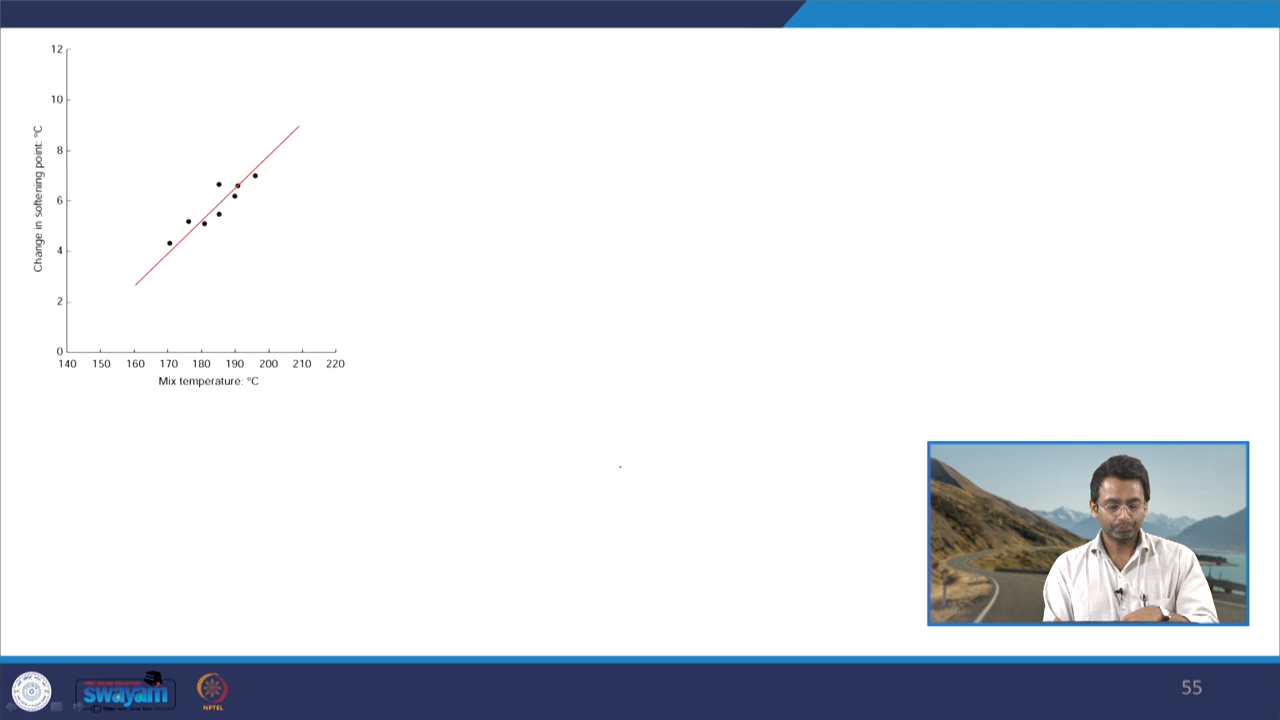 12
10
8
6
4
2
0
Change in softening point: °C
140 150 160 170 180 190 200 210 220
Mix temperature: °C
swayam
NPTEL
55